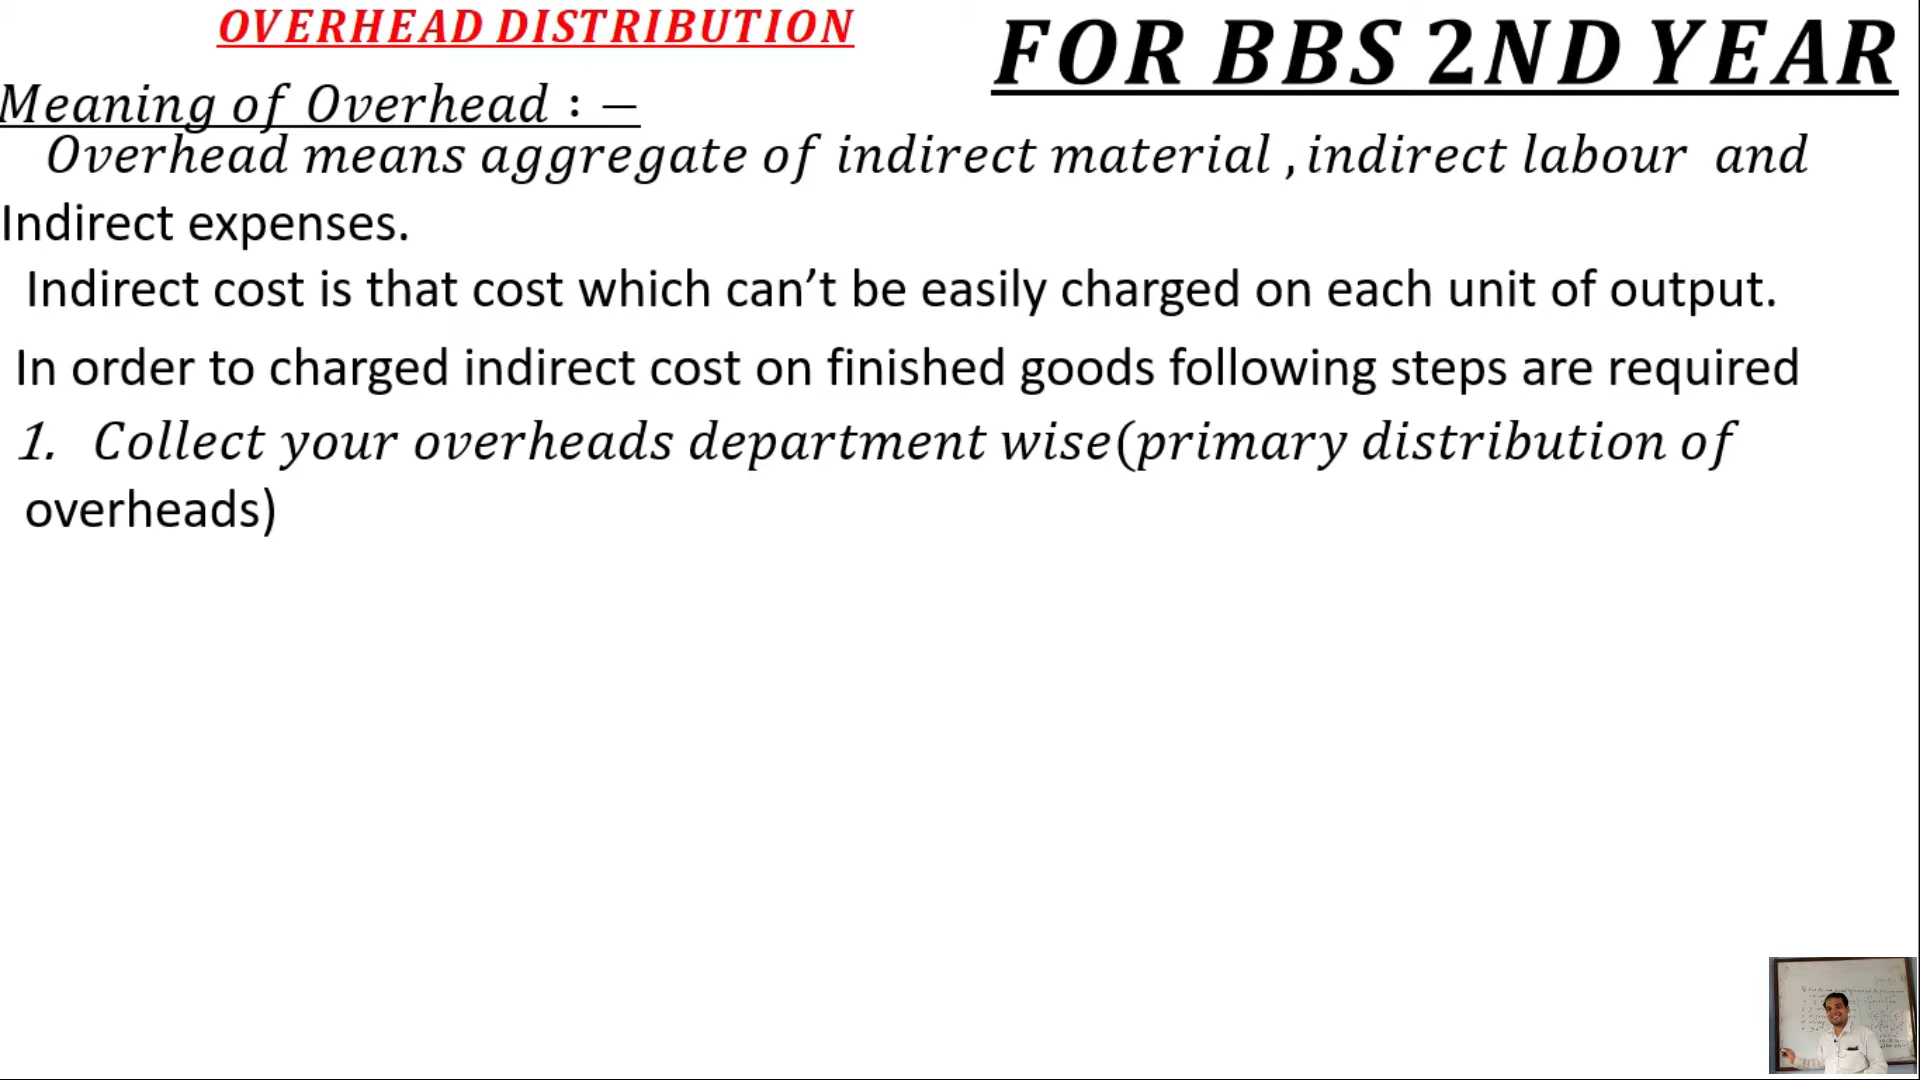 OVERHEAD DISTRIBUTION
FOR BBS 2ND YEAR
Meaning of Overhead : −
Overhead means aggregate of indirect material , indirect labour and
Indirect expenses.
Indirect cost is that cost which can’t be easily charged on each unit of output.
In order to charged indirect cost on finished goods following steps are required
1. Collect your overheads department wise(primary distribution of
overheads)